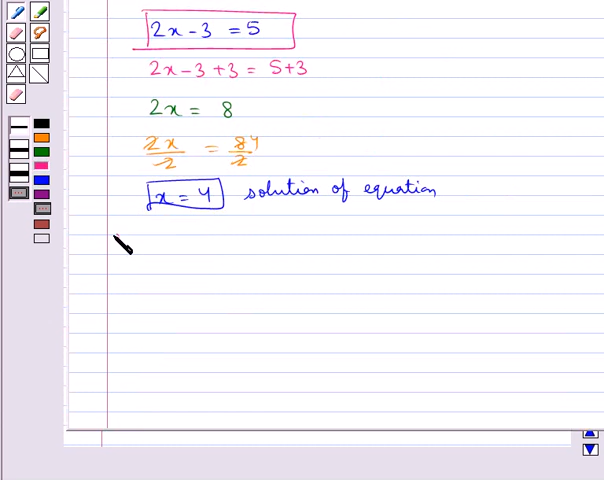 2x - 3 = 5
2x - 3 + 3 = 5 + 3
2x = 8
2x/2 = 8/2 4
x = 4 solution of equation